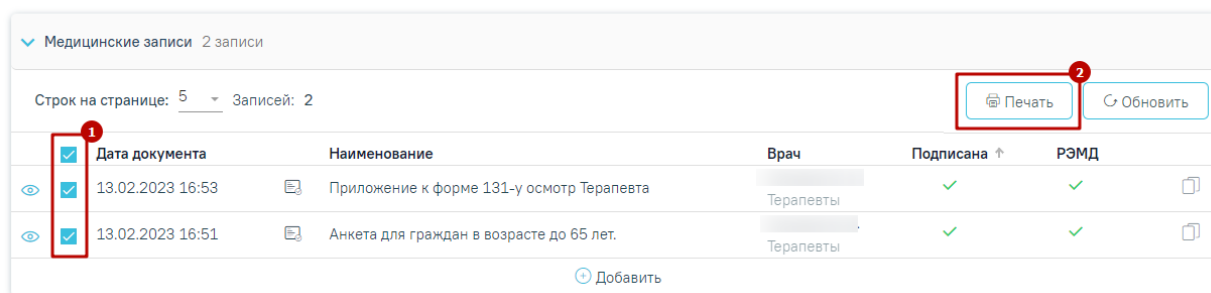 Медицинские записи 2 записи
2
Строк на странице: 5 Записей: 2 Печать Обновить
1
Дата документа Наименование Врач Подписана ↑ РЭМД
13.02.2023 16:53 Приложение к форме 131-у осмотр Терапевта
Терапевты
13.02.2023 16:51 Анкета для граждан в возрасте до 65 лет.
Терапевты
Добавить